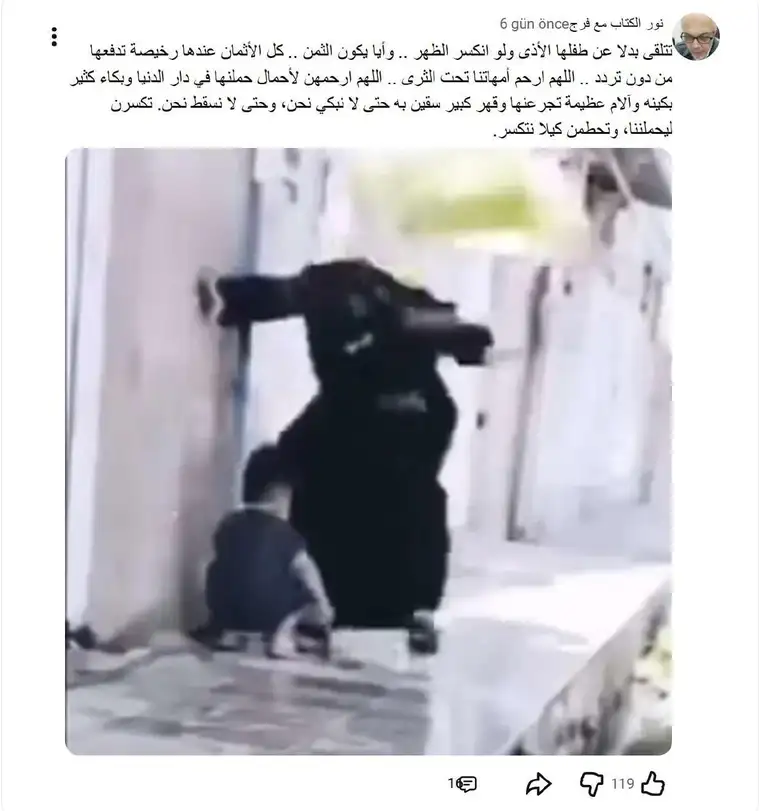 نور الكتاب مع فرج6 gün önce
تتلقى بدلا عن طفلها الأذى ولو انكسر الظهر .. وأيا يكون الثمن .. كل الأثمان عندها رخيصة تدفعها
من دون تردد .. اللهم ارحم أمهاتنا تحت الثرى .. اللهم ارحمهن لأحمال حملنها في دار الدنيا وبكاء كثير
بكينه وآلام عظيمة تجرعنها وقهر كبير سقين به حتى لا نبكي نحن، وحتى لا نسقط نحن. تكسرن
ليحملننا، وتحطمن كيلا نتكسر.
119